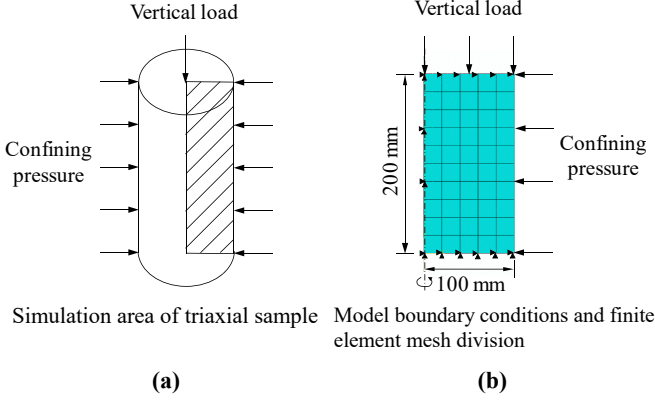 Vertical load
Confining
pressure
Simulation area of triaxial sample
(a)
Vertical load
200 mm
Confining
pressure
100 mm
Model boundary conditions and finite
element mesh division
(b)